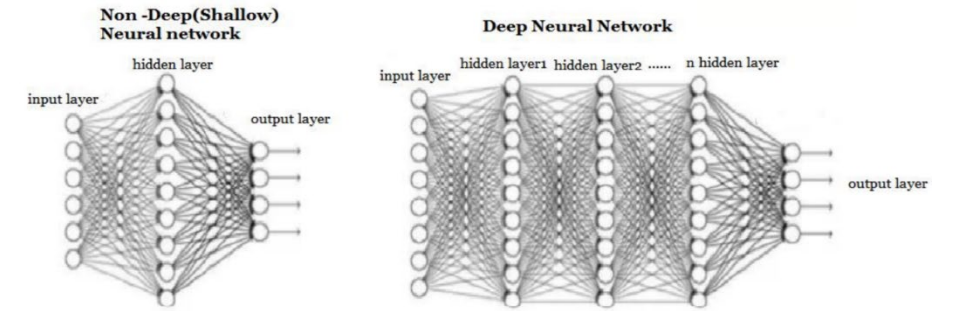 Non -Deep(Shallow)
Neural network
hidden layer
input layer
output layer
Deep Neural Network
input layer
hidden layer1 hidden layer2 ...... n hidden layer
output layer